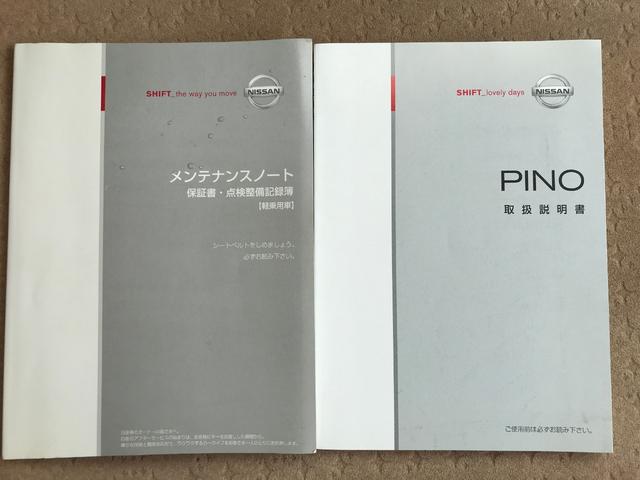 SHIFT_the way you move
NISSAN
メンテナンスノート
保証書・点検整備記録簿
【軽乗用車】
シートベルトをしめましょう。
必ずお読み下さい。
SHIFT_lovely days
NISSAN
PINO
取扱説明書
ご使用前は必ずお読み下さい。